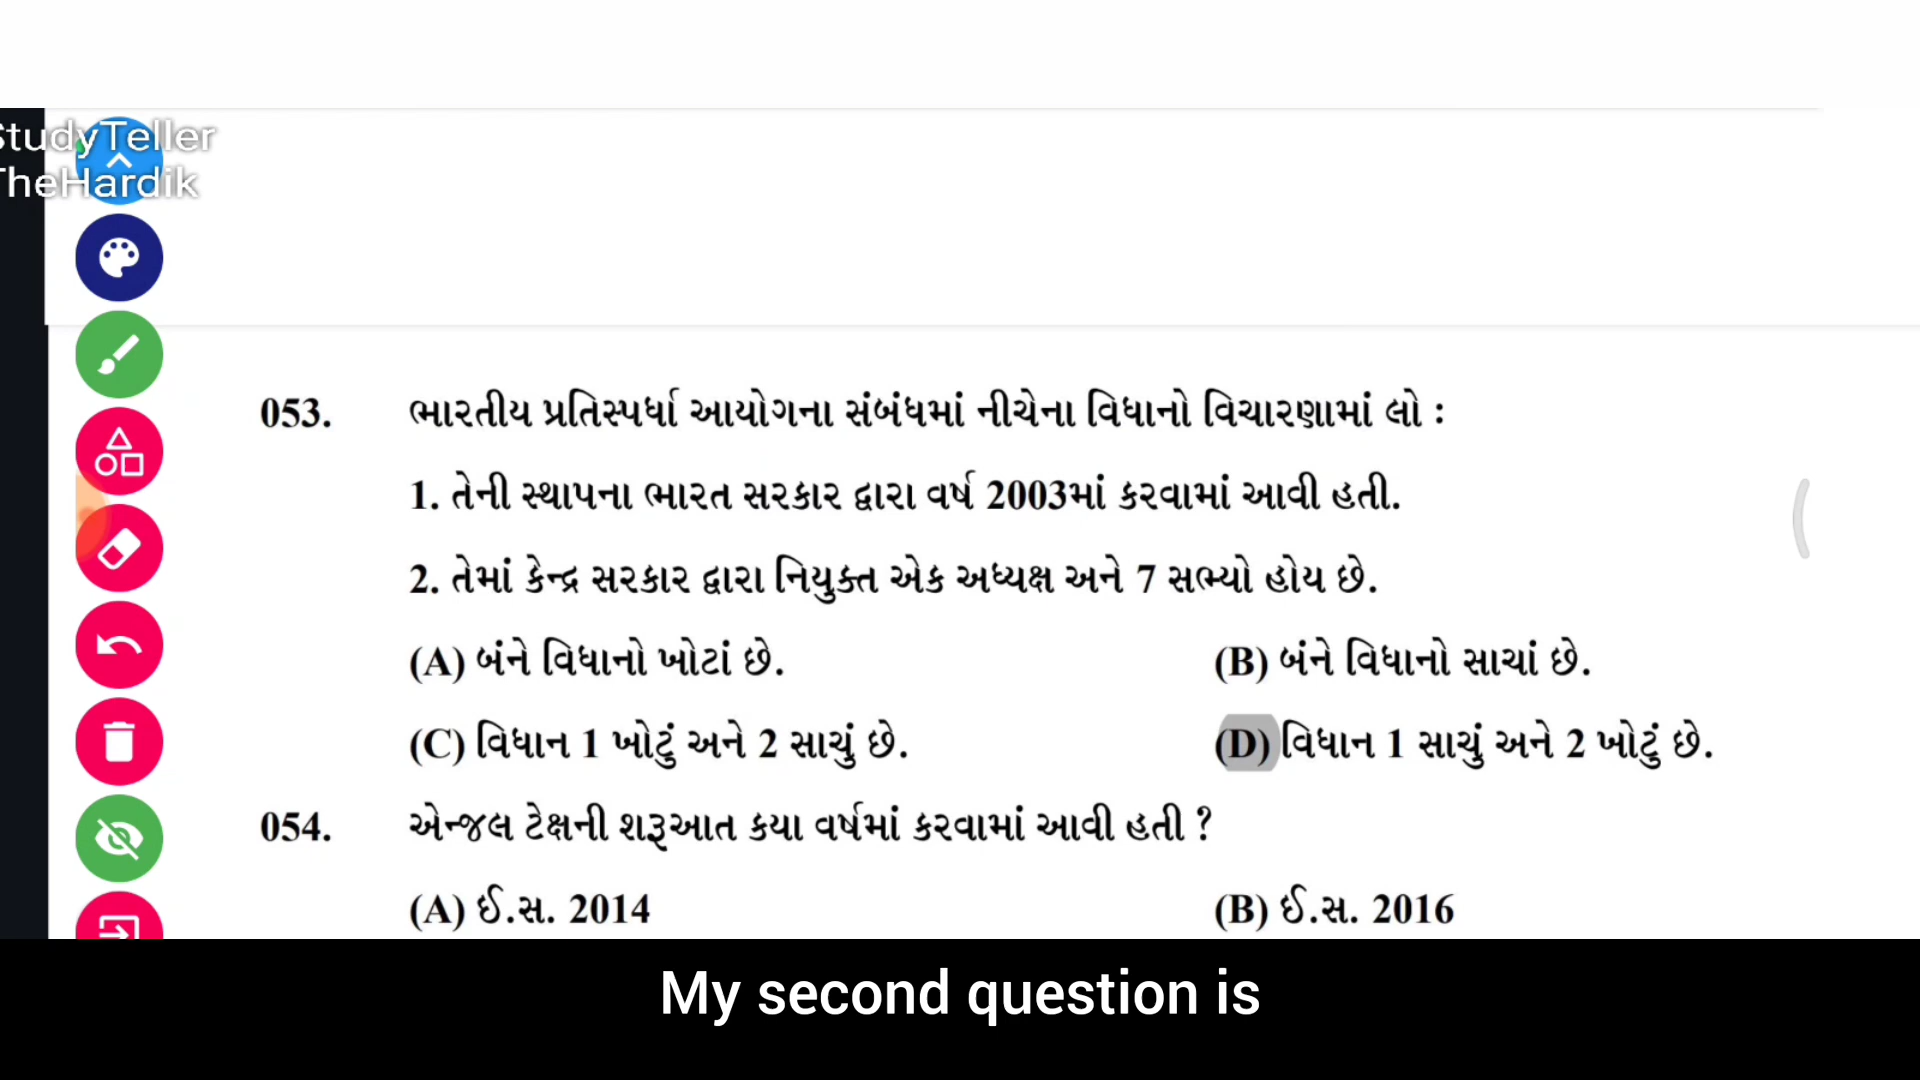 StudyTeller
TheHardik
053. ભારતીય પ્રતિસ્પર્ધા આયોગના સંબંધમાં નીચેના વિધાનો વિચારણામાં લો :
1. તેની સ્થાપના ભારત સરકાર દ્વારા વર્ષ 2003માં કરવામાં આવી હતી.
2. તેમાં કેન્દ્ર સરકાર દ્વારા નિયુક્ત એક અધ્યક્ષ અને 7 સભ્યો હોય છે.
(A) બંને વિધાનો ખોટાં છે. (B) બંને વિધાનો સાચાં છે.
(C) વિધાન 1 ખોટું અને 2 સાચું છે. (D) વિધાન 1 સાચું અને 2 ખોટું છે.
054. એન્જલ ટેક્ષની શરૂઆત કયા વર્ષમાં કરવામાં આવી હતી ?
(A) ઈ.સ. 2014 (B) ઈ.સ. 2016
My second question is